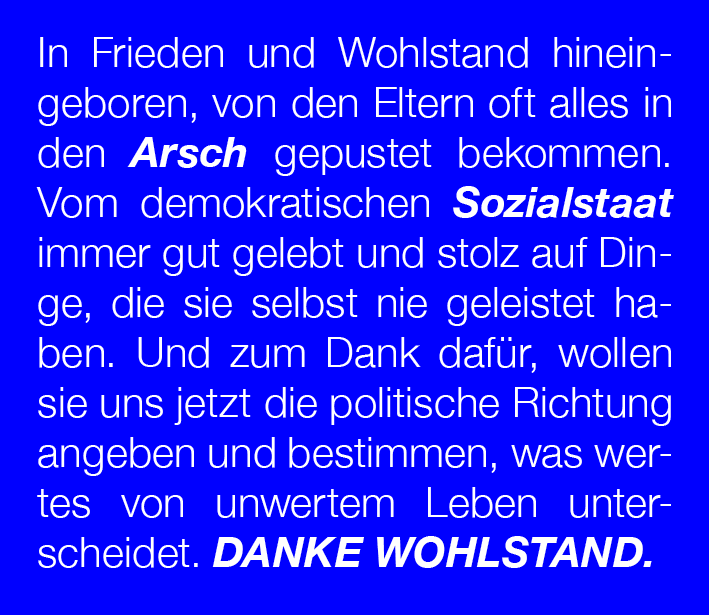 In Frieden und Wohlstand hinein-
geboren, von den Eltern oft alles in
den Arsch gepustet bekommen.
Vom demokratischen Sozialstaat
immer gut gelebt und stolz auf Din-
ge, die sie selbst nie geleistet ha-
ben. Und zum Dank dafür, wollen
sie uns jetzt die politische Richtung
angeben und bestimmen, was wer-
tes von unwertem Leben unter-
scheidet. DANKE WOHLSTAND.